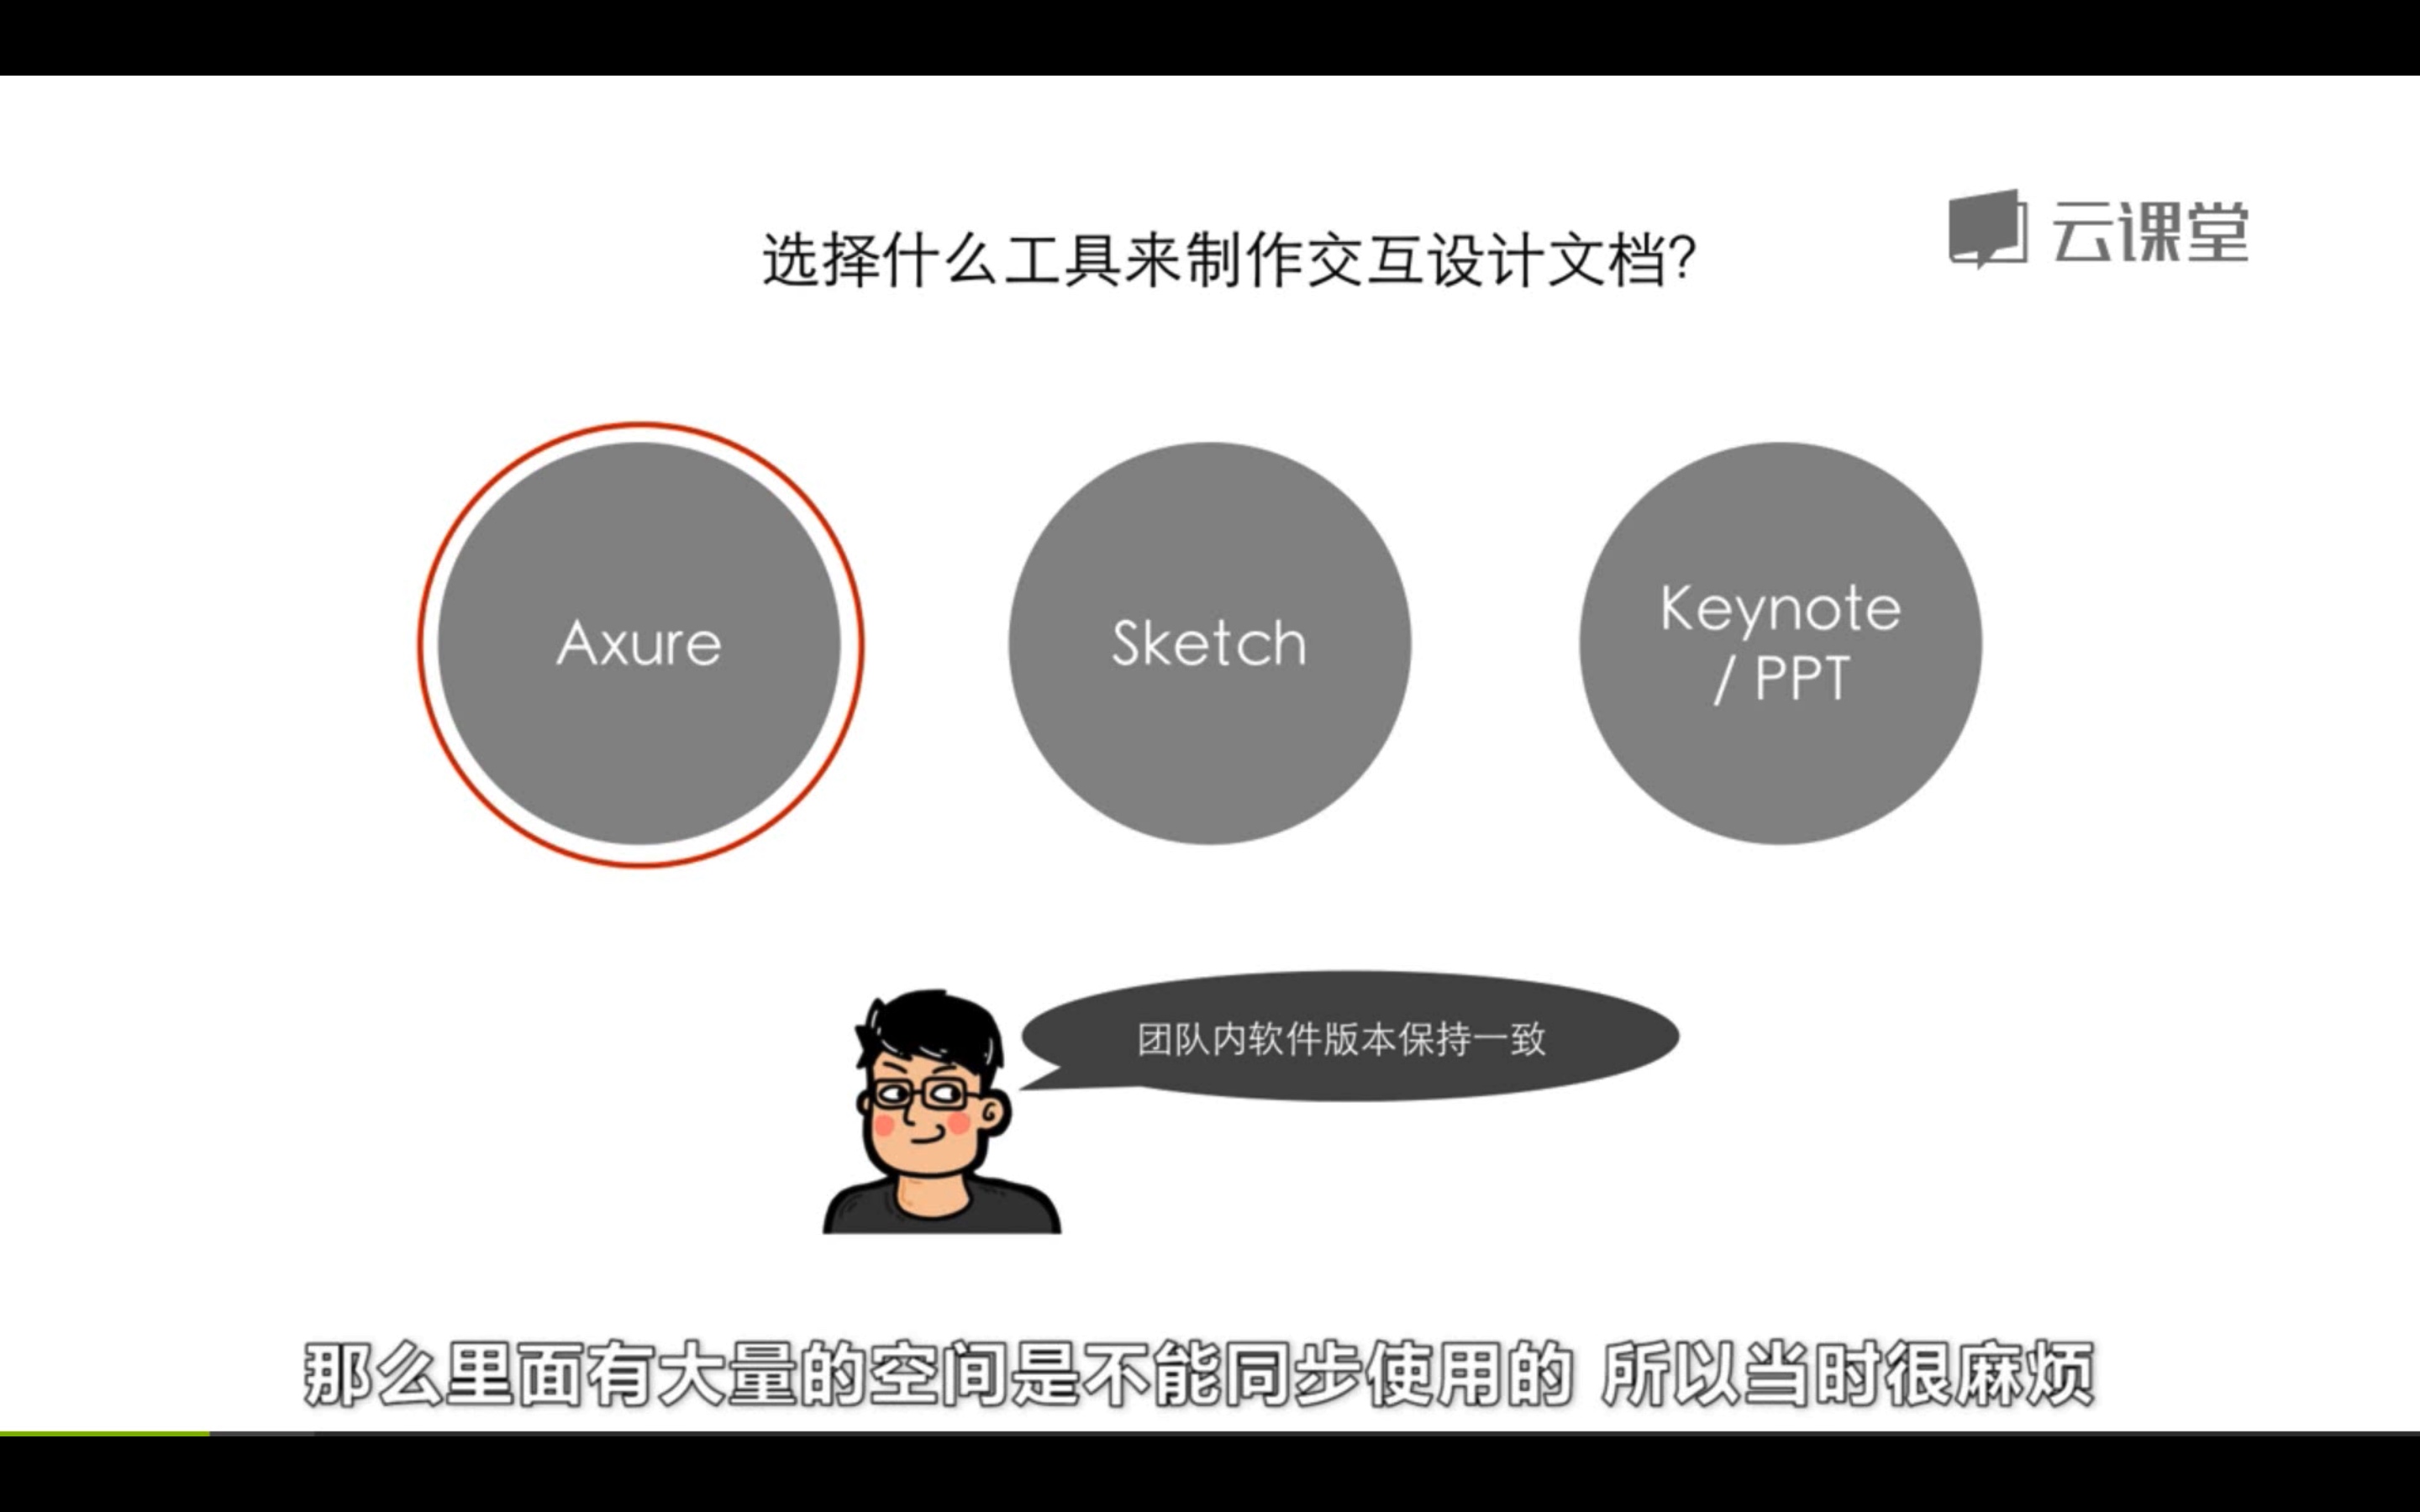 选择什么工具来制作交互设计文档?
云课堂
Axure
Sketch
Keynote
/ PPT
团队内软件版本保持一致
那么里面有大量的空间是不能同步使用的 所以当时很麻烦